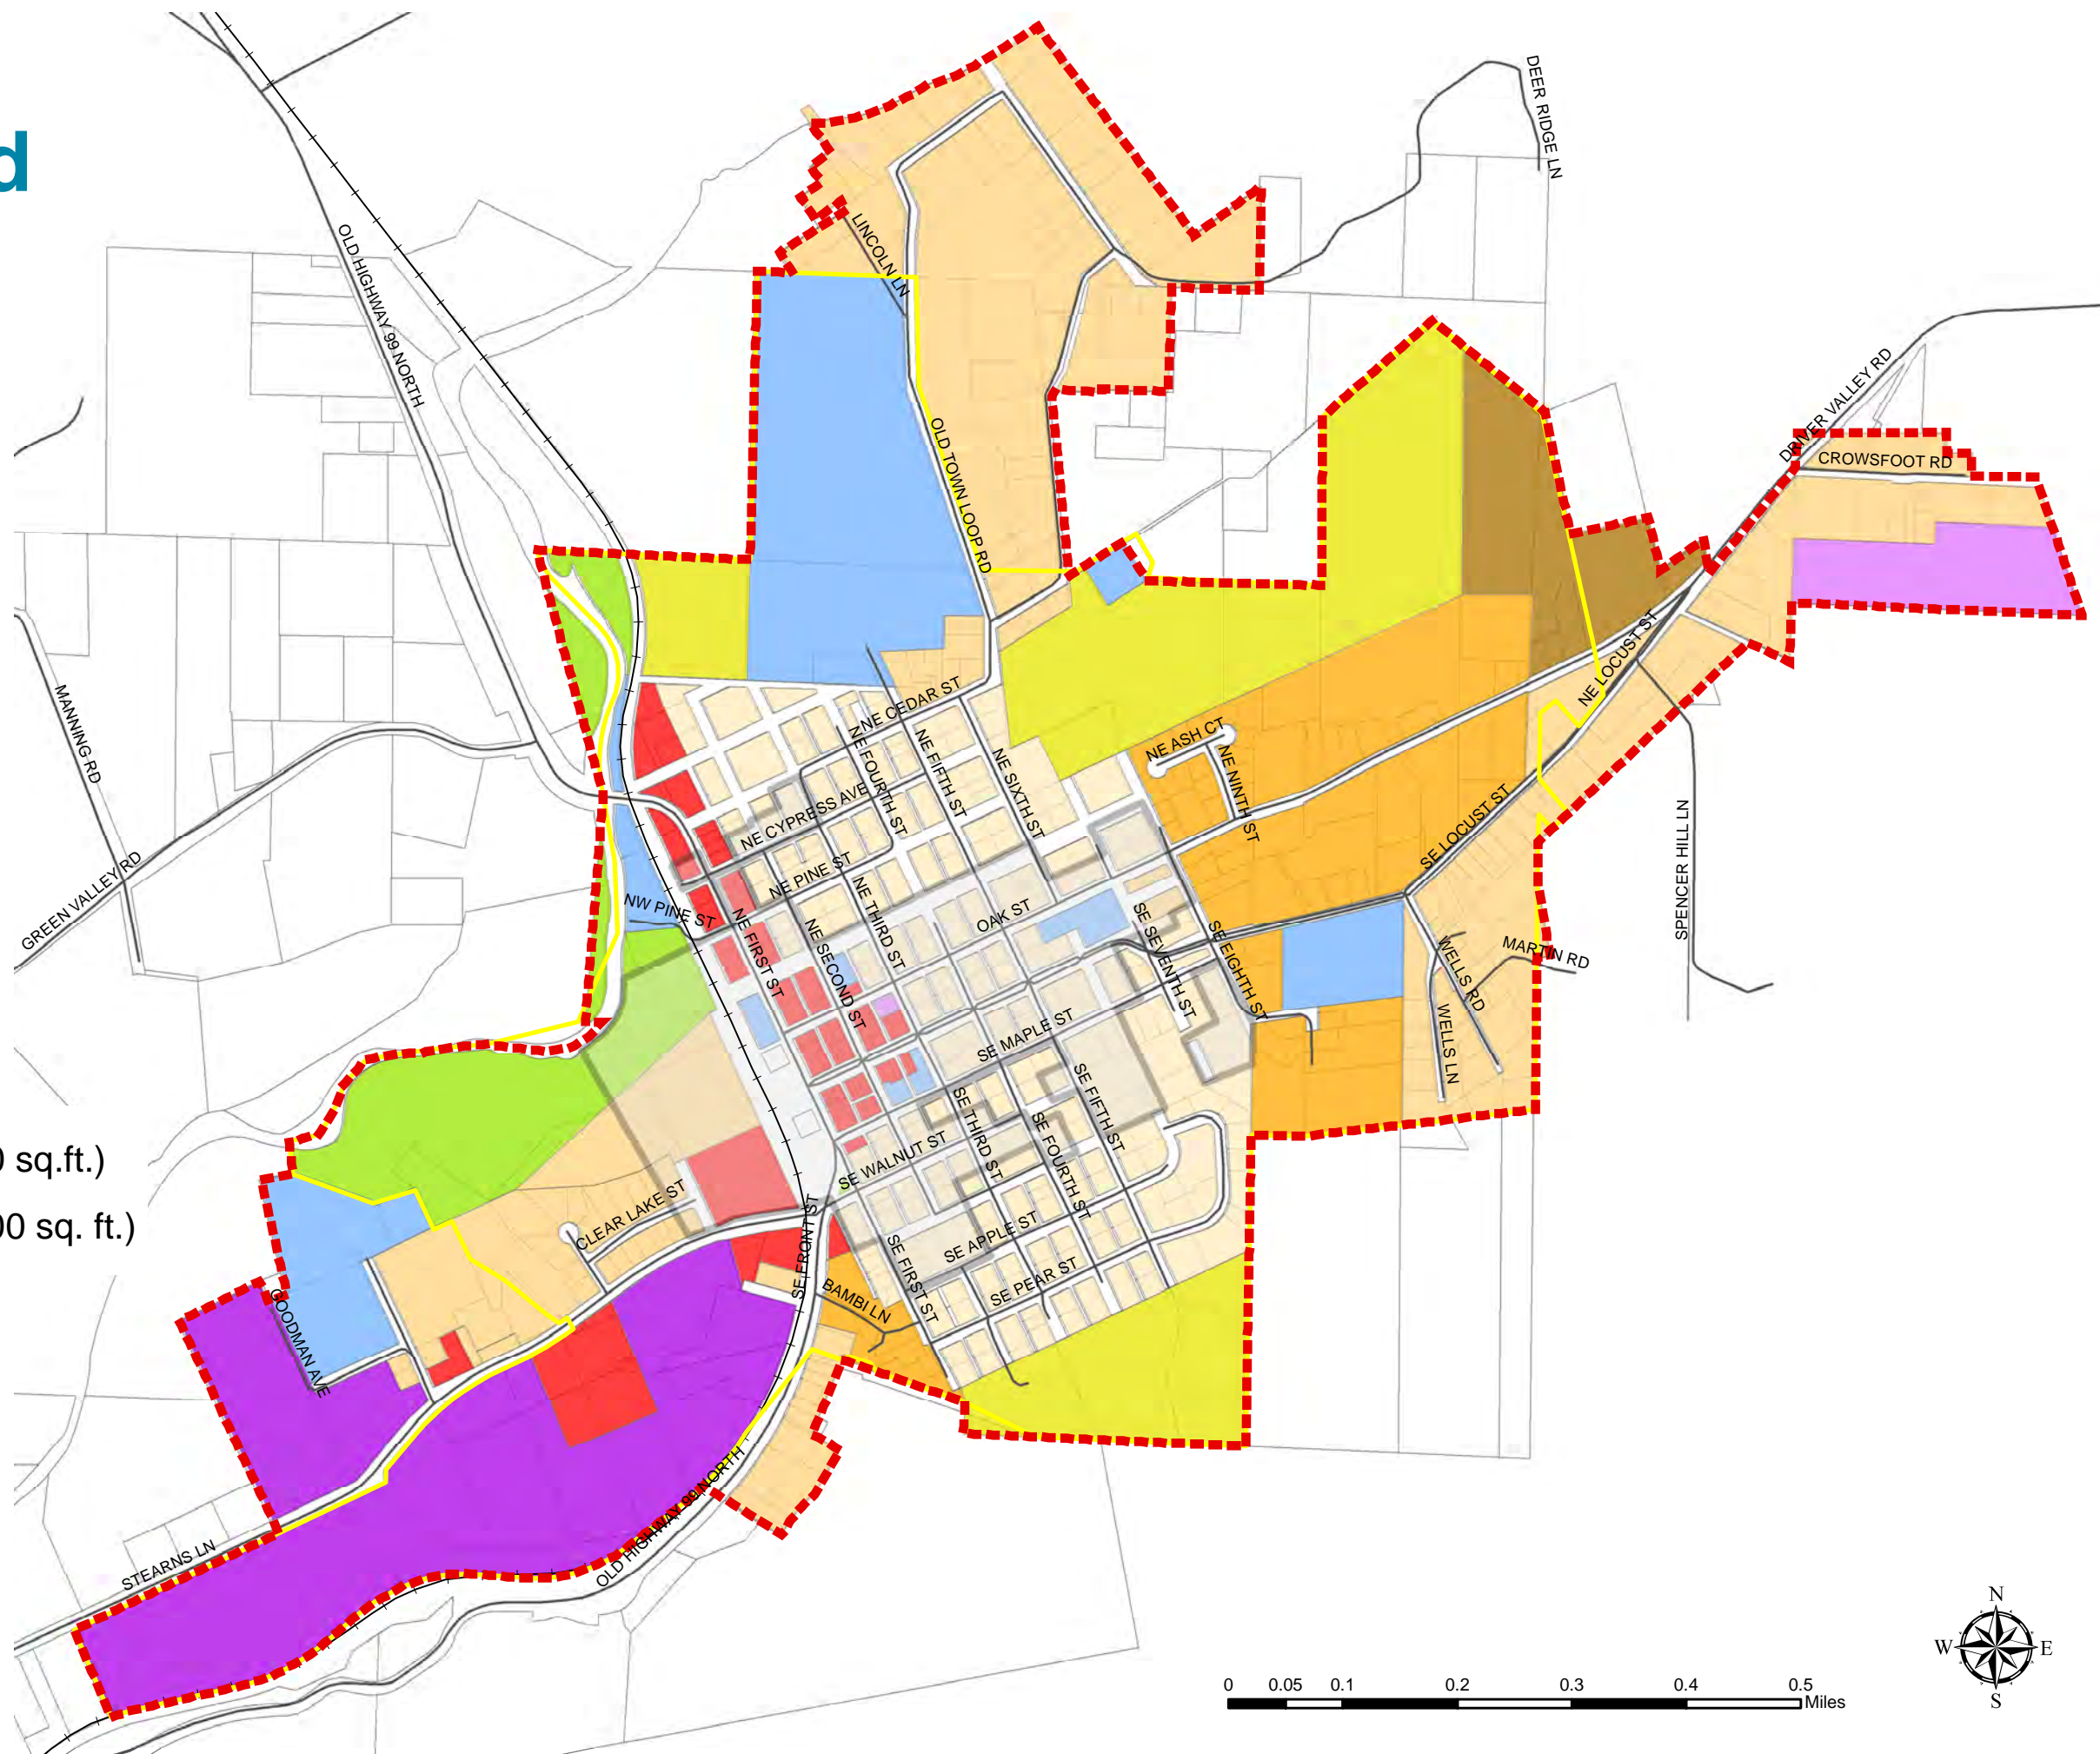 d
DEER RIDGE LN
OLD HIGHWAY 99 NORTH
LINCOLN LN
DRIVER VALLEY RD
CROWSFOOT RD
OLD TOWN LOOP RD
NE LOCUST ST
MANNING RD
NE CEDAR ST
NE ASH CT
NE FOURTH ST
NE FIFTH ST
NE SIXTH ST
NE NINTH ST
NE CYPRESS AVE
SE LOCUST ST
SPENCER HILL LN
GREEN VALLEY RD
NE PINE ST
NW PINE ST
NE FIRST ST
NE SECOND ST
NE THIRD ST
OAK ST
SE SEVENTH ST
SE EIGHTH ST
WELLS RD
MARTIN RD
WELLS LN
SE MAPLE ST
SE FIFTH ST
SE THIRD ST
SE FOURTH ST
SE WALNUT ST
0 sq.ft.)
00 sq. ft.)
CLEAR LAKE ST
SE FRONT ST
SE FIRST ST
SE APPLE ST
SE PEAR ST
BAMBI LN
GOODMAN AVE
OLD HIGHWAY 99 NORTH
STEARNS LN
N
W E
S
0 0.05 0.1 0.2 0.3 0.4 0.5
Miles